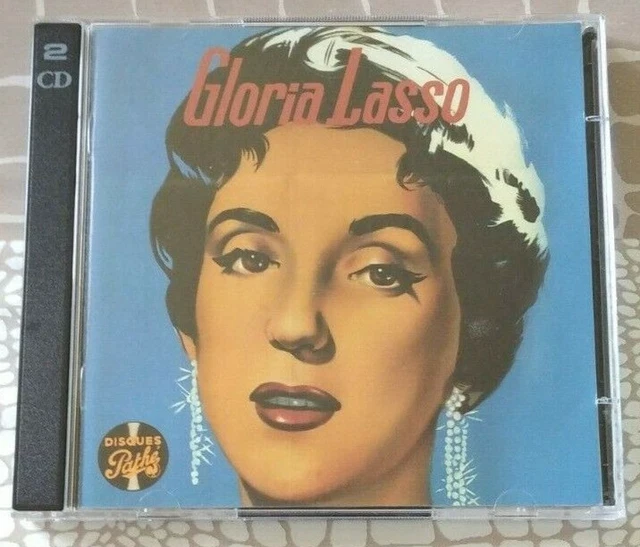 2
CD
Gloria Lasso
DISQUES
Pathé